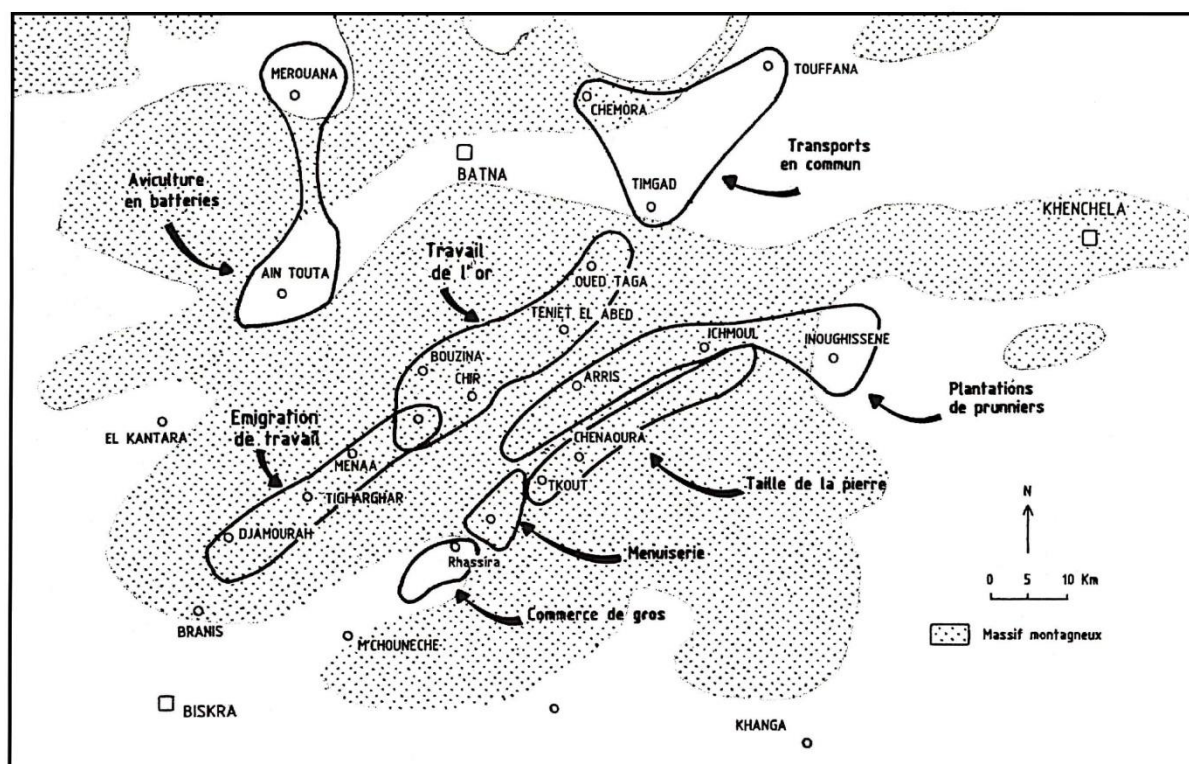 MEROUANA
TOUFFANA
CHEMORA
Transports
en commun
BATNA
Aviculture
en batteries
TIMGAD
KHENCHELA
Travail
de l'or
OUED TAGA
AIN TOUTA
TENIET EL ABED
ICHMOUL
INOUGHISSENE
BOUZINA
CHIR
ARRIS
Plantations
de prunniers
Emigration
de travail
EL KANTARA
CHENAOURA
MENAA
TKOUT
Taille de la pierre
TIGHARGHAR
N
DJAMOURAH
Menuiserie
Rhassira
0 5 10 Km
Commerce de gros
BRANIS
M'CHOUNECHE
Massif montagneux
BISKRA
KHANGA